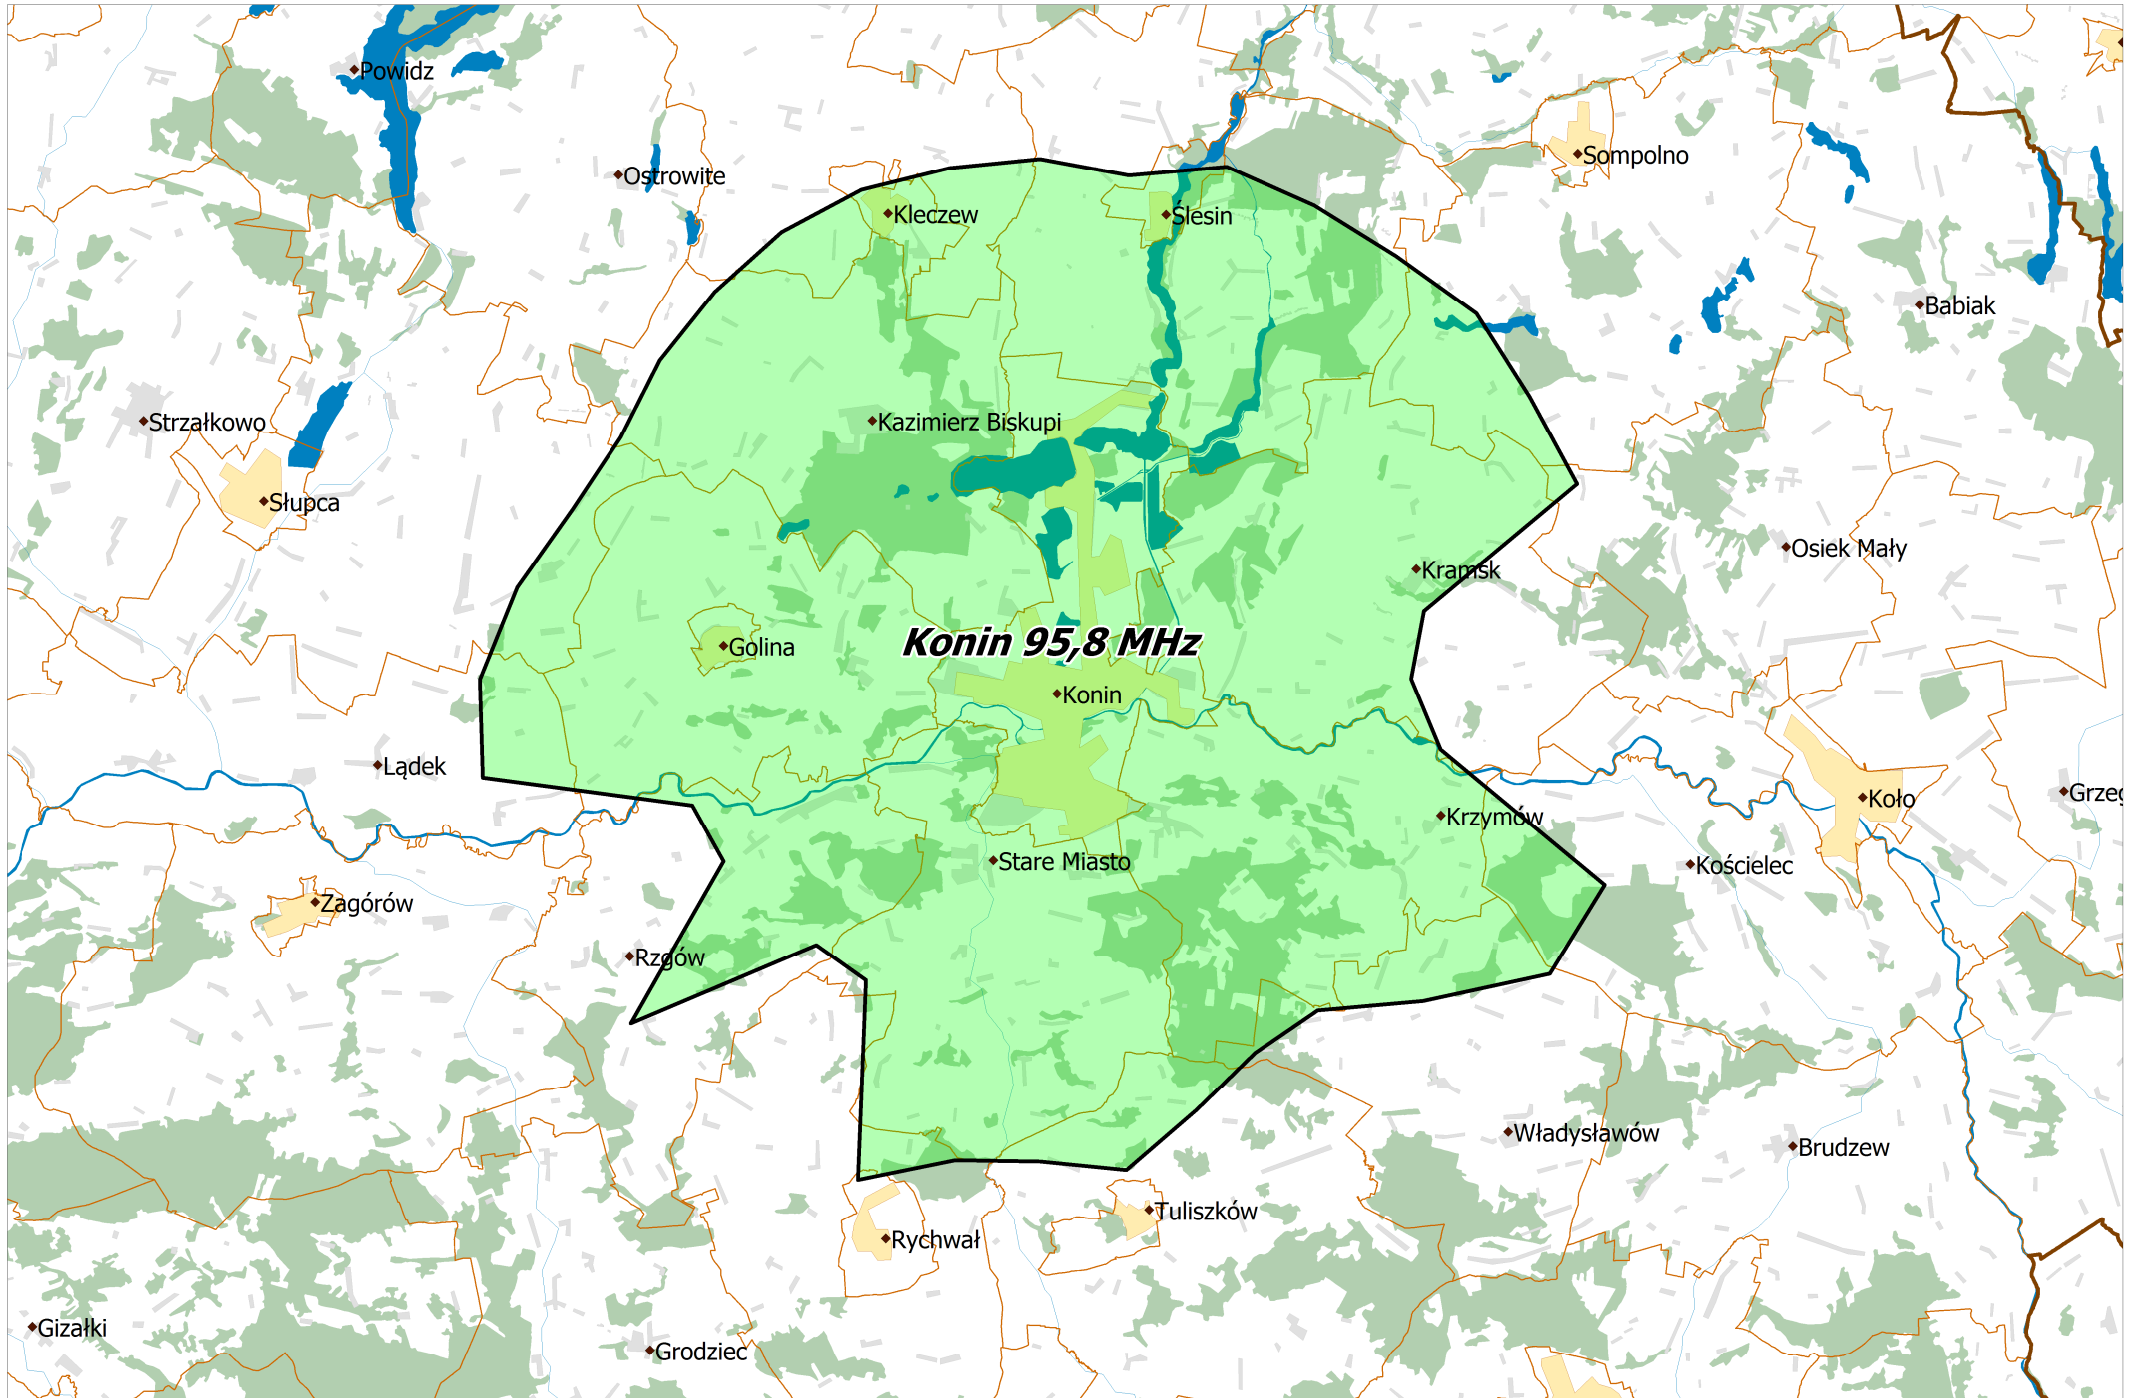 Powidz
Sompolno
Ostrowite
Kleczew
Ślesin
Babiak
Strzałkowo
Kazimierz Biskupi
Słupca
Osiek Mały
Kramsk
Konin 95,8 MHz
Golina
Konin
Lądek
Grzeg
Koło
Krzymów
Stare Miasto
Kościelec
Zagórów
Rzgów
Władysławów
Brudzew
Tuliszków
Rychwał
Gizałki
Grodziec